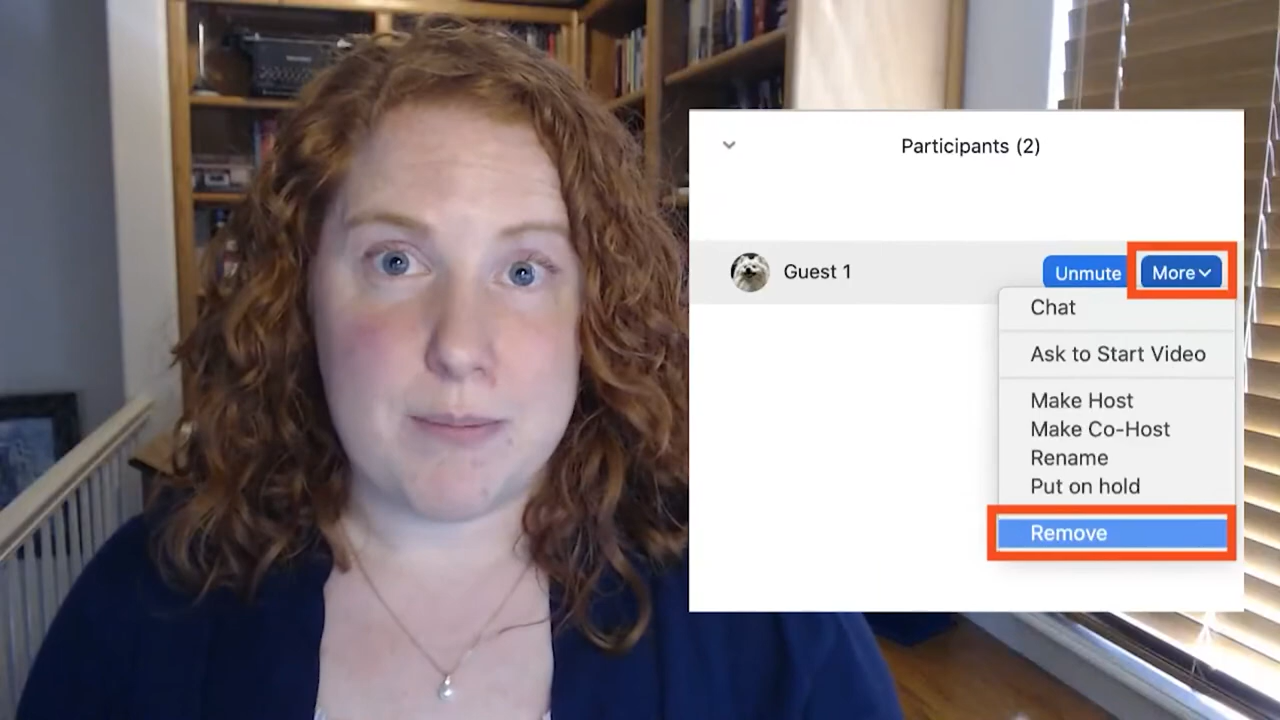 Participants (2)
Guest 1
Unmute
More
Chat
Ask to Start Video
Make Host
Make Co-Host
Rename
Put on hold
Remove